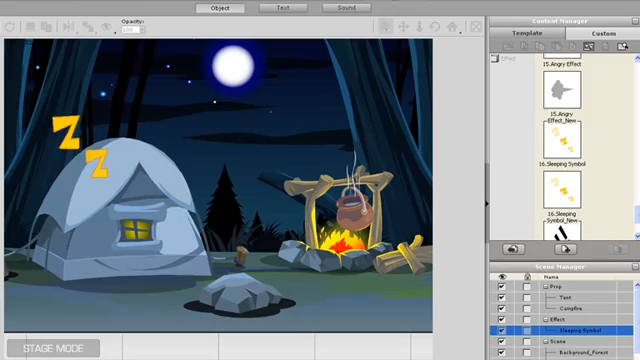 Object
Text
Sound
Opacity:
100
Content Manager
Template
Custom
Effect
15.Angry Effect
15.Angry
Effect_New
16.Sleeping Symbol
16.Sleeping
Symbol_New
Z
Z
STAGE MODE
Scene Manager
Name
Prop
Tent
Campfire
Effect
Sleeping Symbol
Scene
Background_Forest